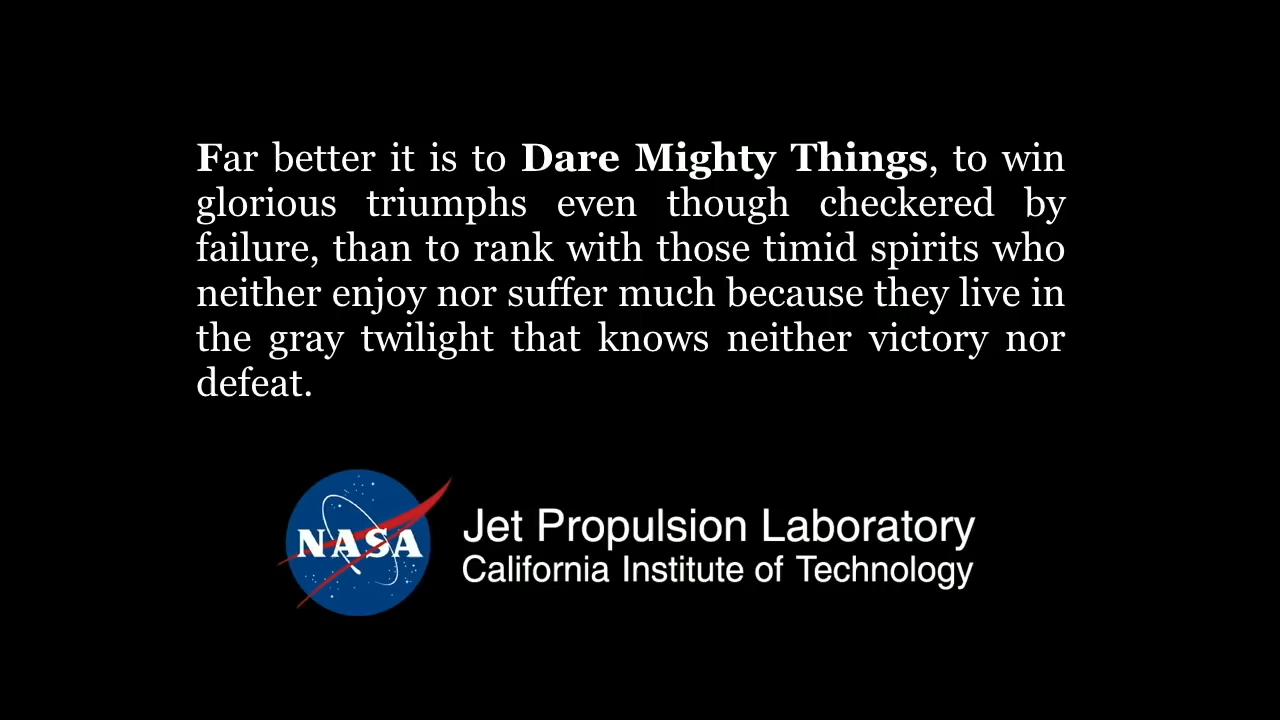 Far better it is to Dare Mighty Things, to win
glorious triumphs even though checkered by
failure, than to rank with those timid spirits who
neither enjoy nor suffer much because they live in
the gray twilight that knows neither victory nor
defeat.
NASA
Jet Propulsion Laboratory
California Institute of Technology